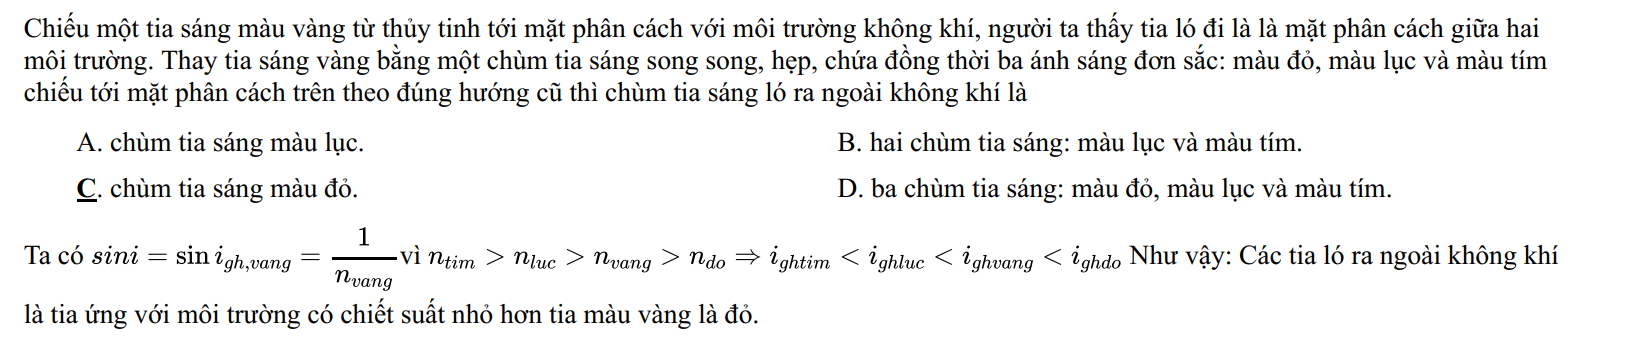 Chiếu một tia sáng màu vàng từ thủy tinh tới mặt phân cách với môi trường không khí, người ta thấy tia ló đi là là mặt phân cách giữa hai
môi trường. Thay tia sáng vàng bằng một chùm tia sáng song song, hẹp, chứa đồng thời ba ánh sáng đơn sắc: màu đỏ, màu lục và màu tím
chiếu tới mặt phân cách trên theo đúng hướng cũ thì chùm tia sáng ló ra ngoài không khí là
A. chùm tia sáng màu lục. B. hai chùm tia sáng: màu lục và màu tím.
C. chùm tia sáng màu đỏ. D. ba chùm tia sáng: màu đỏ, màu lục và màu tím.
Ta có $sini = \sin i_{gh,vang} = \frac{1}{n_{vang}}$ vì $n_{tim} > n_{luc} > n_{vang} > n_{do} \Rightarrow i_{ghtim} < i_{ghluc} < i_{ghvang} < i_{ghdo}$ Như vậy: Các tia ló ra ngoài không khí
là tia ứng với môi trường có chiết suất nhỏ hơn tia màu vàng là đỏ.